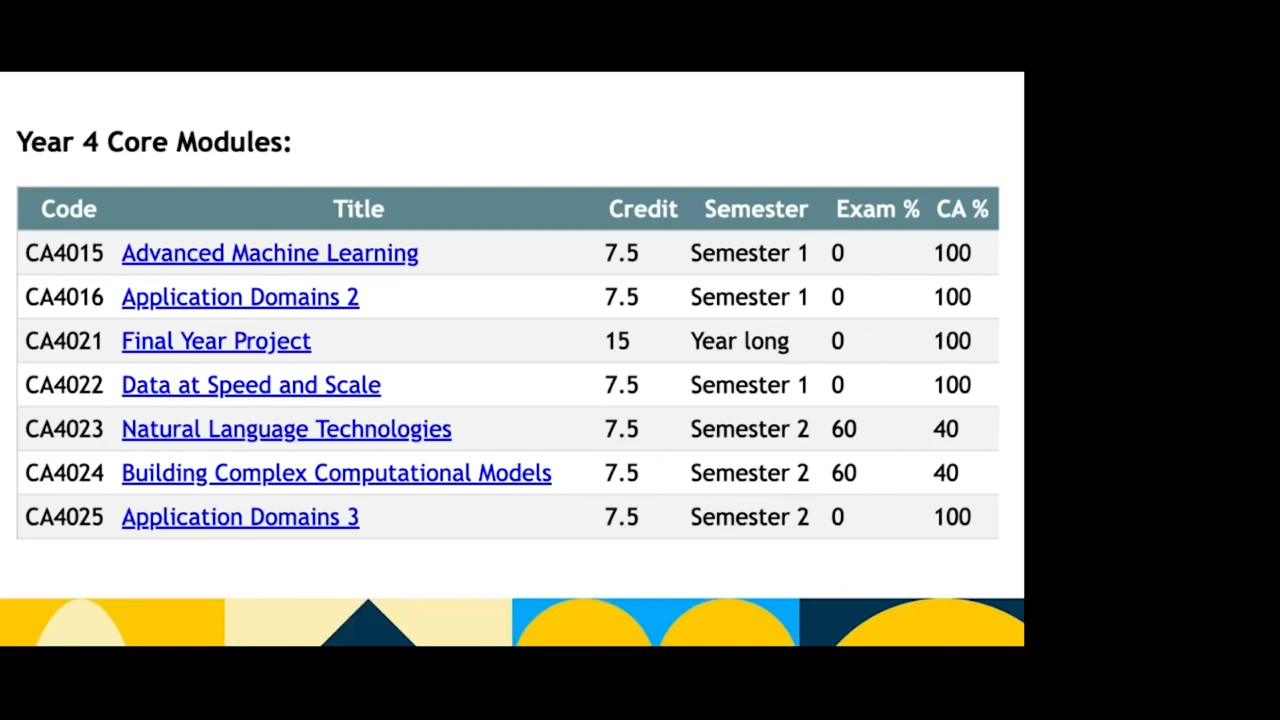 Year 4 Core Modules:
Code Title Credit Semester Exam % CA %
CA4015 Advanced Machine Learning 7.5 Semester 1 0 100
CA4016 Application Domains 2 7.5 Semester 1 0 100
CA4021 Final Year Project 15 Year long 0 100
CA4022 Data at Speed and Scale 7.5 Semester 1 0 100
CA4023 Natural Language Technologies 7.5 Semester 2 60 40
CA4024 Building Complex Computational Models 7.5 Semester 2 60 40
CA4025 Application Domains 3 7.5 Semester 2 0 100